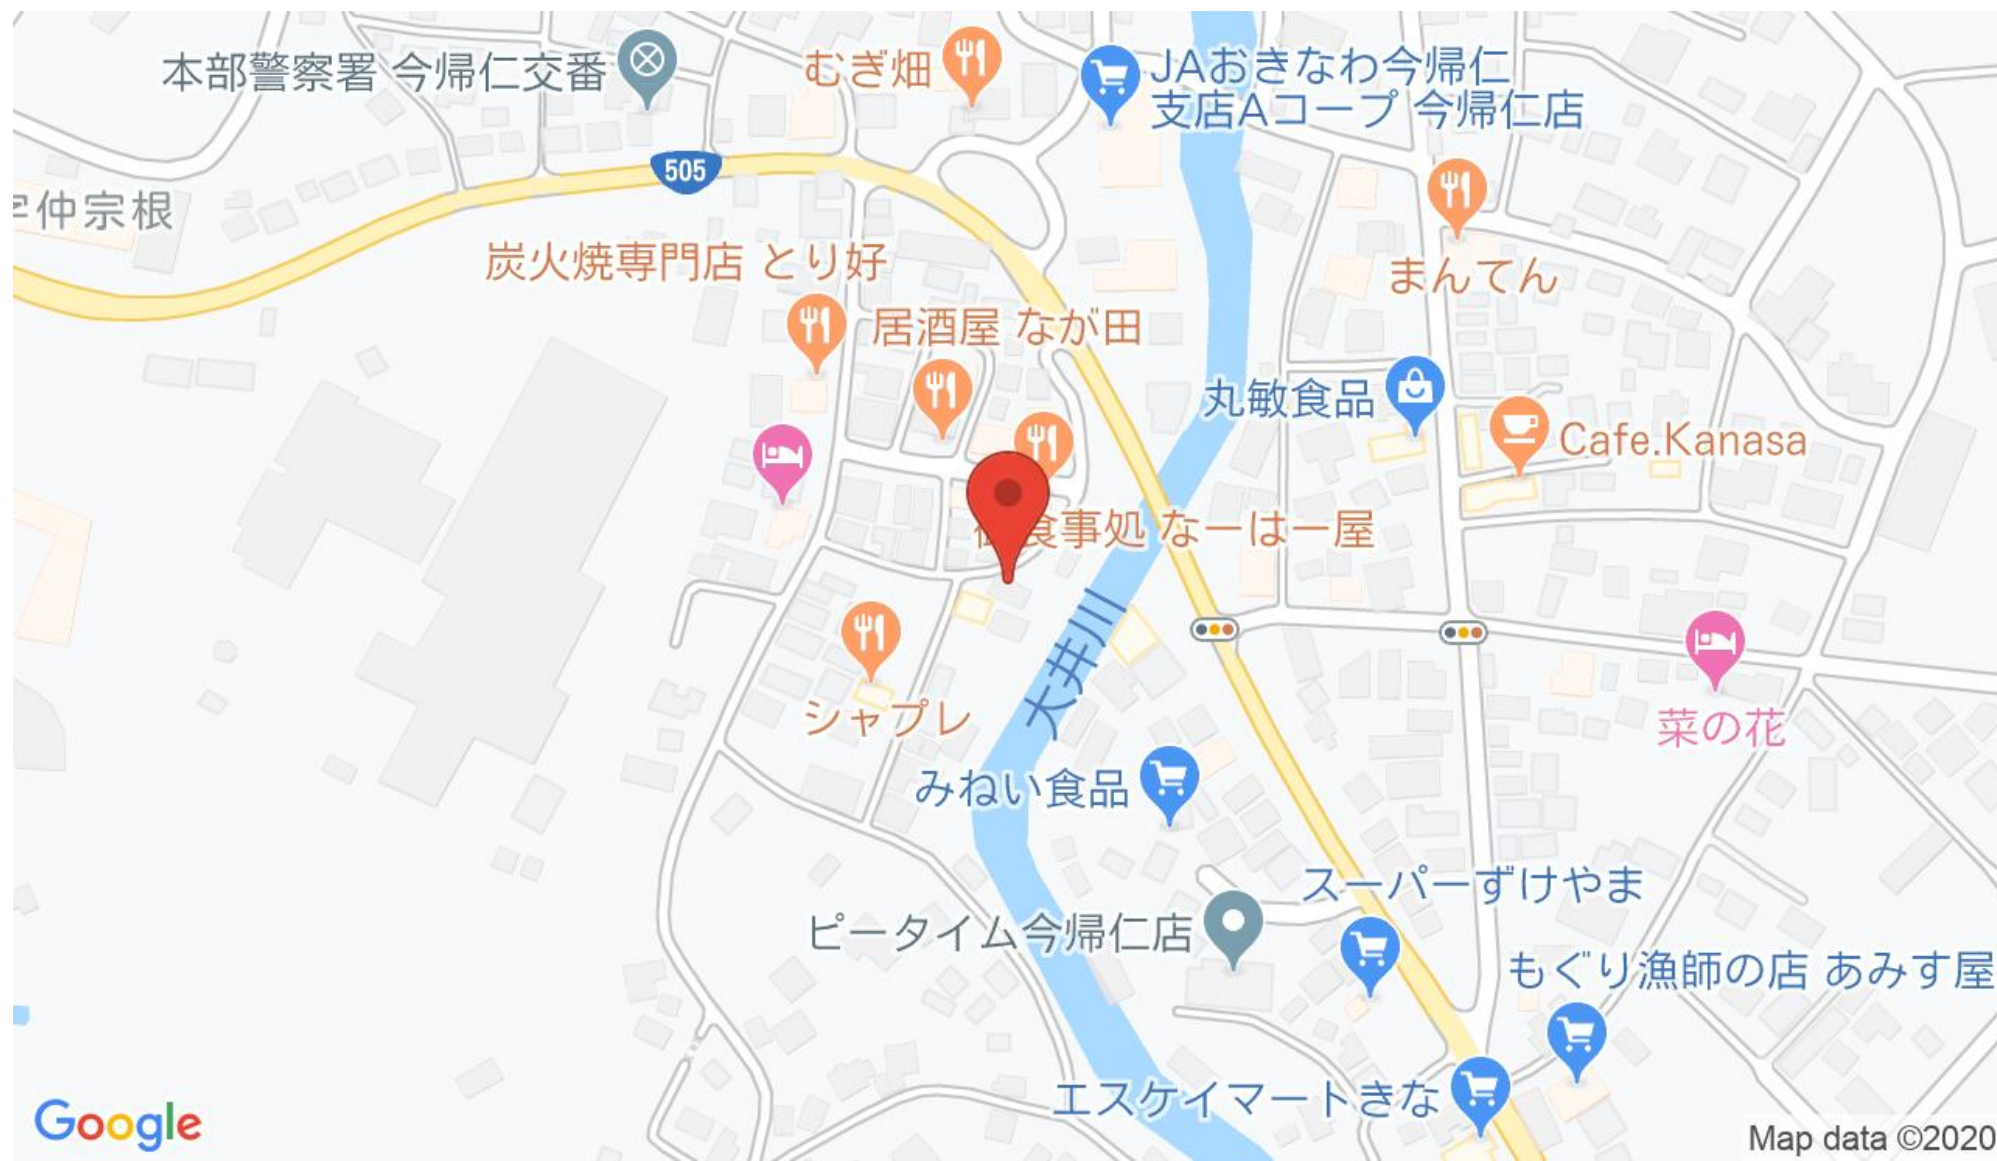 本部警察署 今帰仁交番
むぎ畑
JAおきなわ今帰仁
支店Aコープ 今帰仁店
505
仲宗根
炭火焼専門店 とり好
まんてん
居酒屋 なが田
丸敏食品
Cafe.Kanasa
食事処 なーはー屋
大井川
シャプレ
菜の花
みねい食品
スーパーずけやま
ピータイム今帰仁店
もぐり漁師の店 あみす屋
エスケイマートきな
Google
Map data ©2020